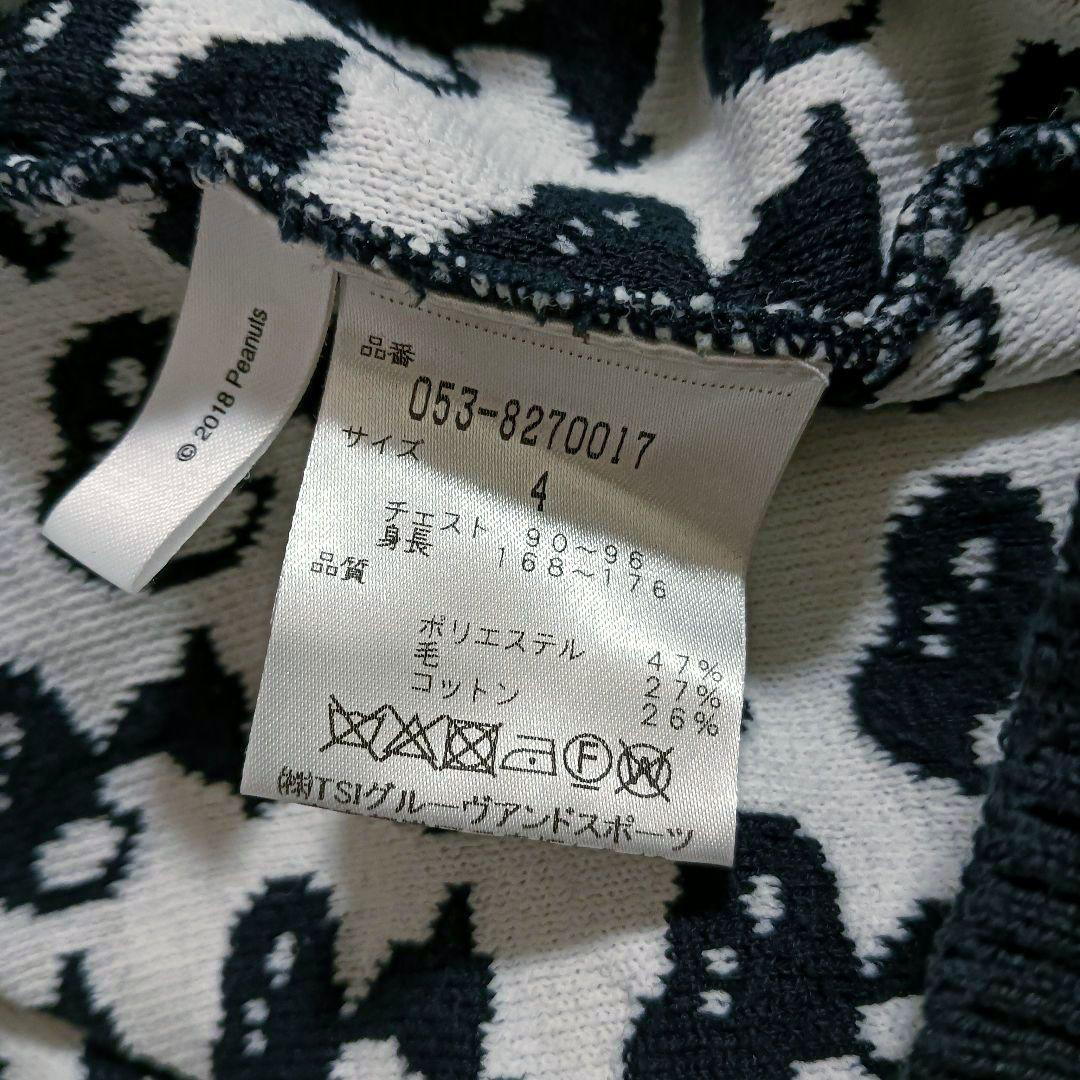 © 2018 Peanuts
品番
053-8270017
サイズ
4
チェスト 90～96
身長 168～176
品質
ポリエステル 47%
毛 27%
コットン 26%
F
W
(株)TSIグルーヴアンドスポーツ